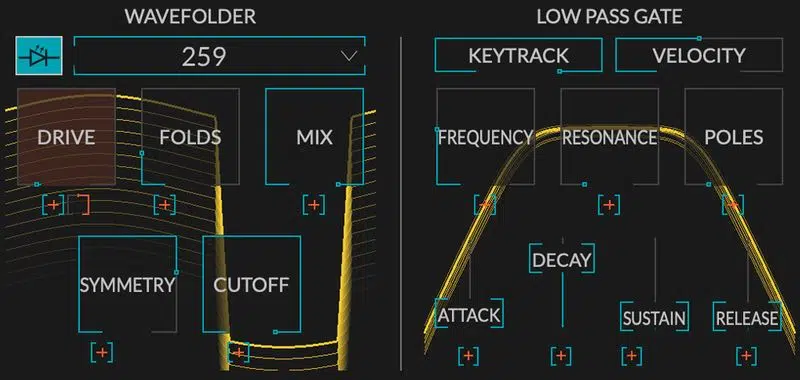 WAVEFOLDER
259
DRIVE FOLDS MIX
SYMMETRY CUTOFF
LOW PASS GATE
KEYTRACK VELOCITY
FREQUENCY RESONANCE POLES
DECAY
ATTACK SUSTAIN RELEASE